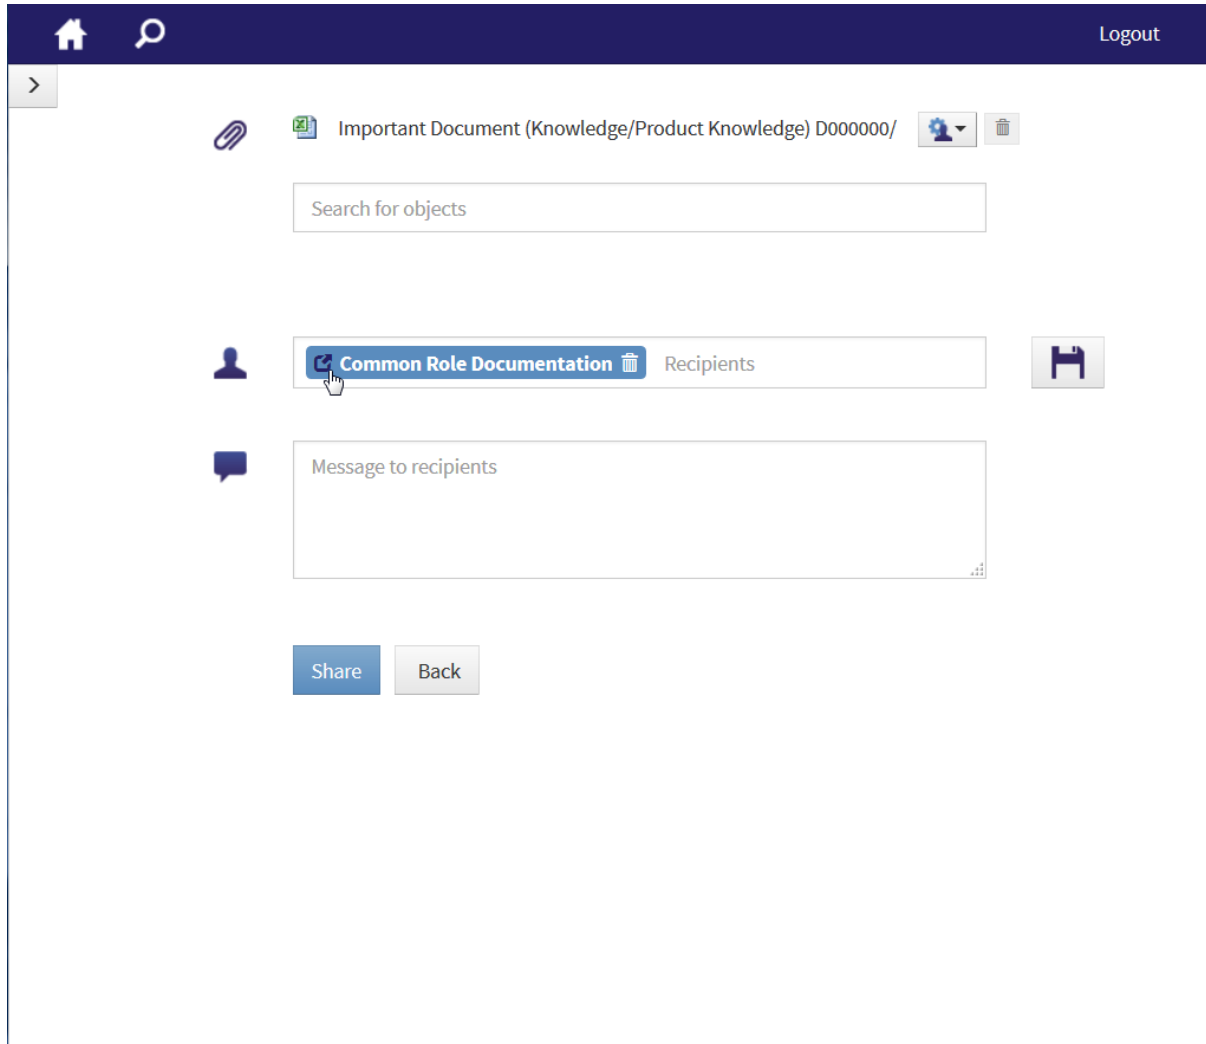 Logout
Important Document (Knowledge/Product Knowledge) D000000/
Search for objects
Common Role Documentation Recipients
Message to recipients
Share Back